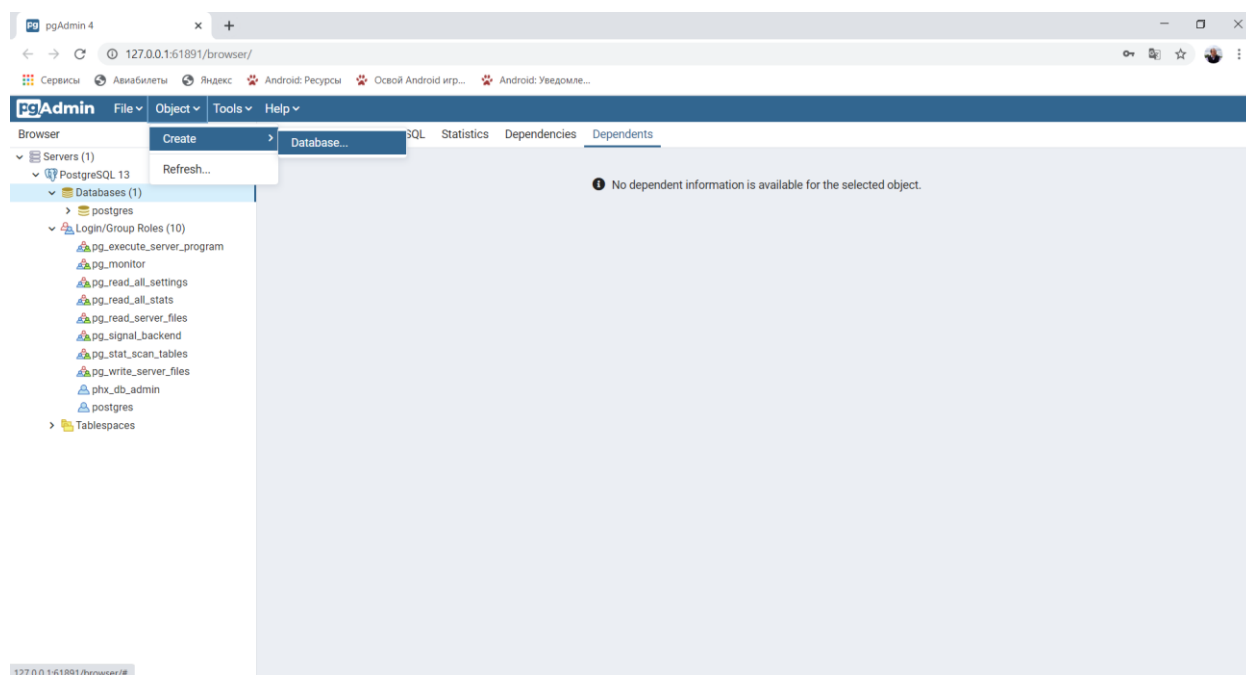 pgAdmin 4
127.0.0.1:61891/browser/
Сервисы Авиабилеты Яндекс Android: Ресурсы Освой Android игр... Android: Уведомле...
pgAdmin File Object Tools Help
Browser SQL Statistics Dependencies Dependents
Create Database...
Refresh...
Servers (1)
PostgreSQL 13
Databases (1)
postgres
Login/Group Roles (10)
pg_execute_server_program
pg_monitor
pg_read_all_settings
pg_read_all_stats
pg_read_server_files
pg_signal_backend
pg_stat_scan_tables
pg_write_server_files
phx_db_admin
postgres
Tablespaces
No dependent information is available for the selected object.
127.0.0.1:61891/browser/#